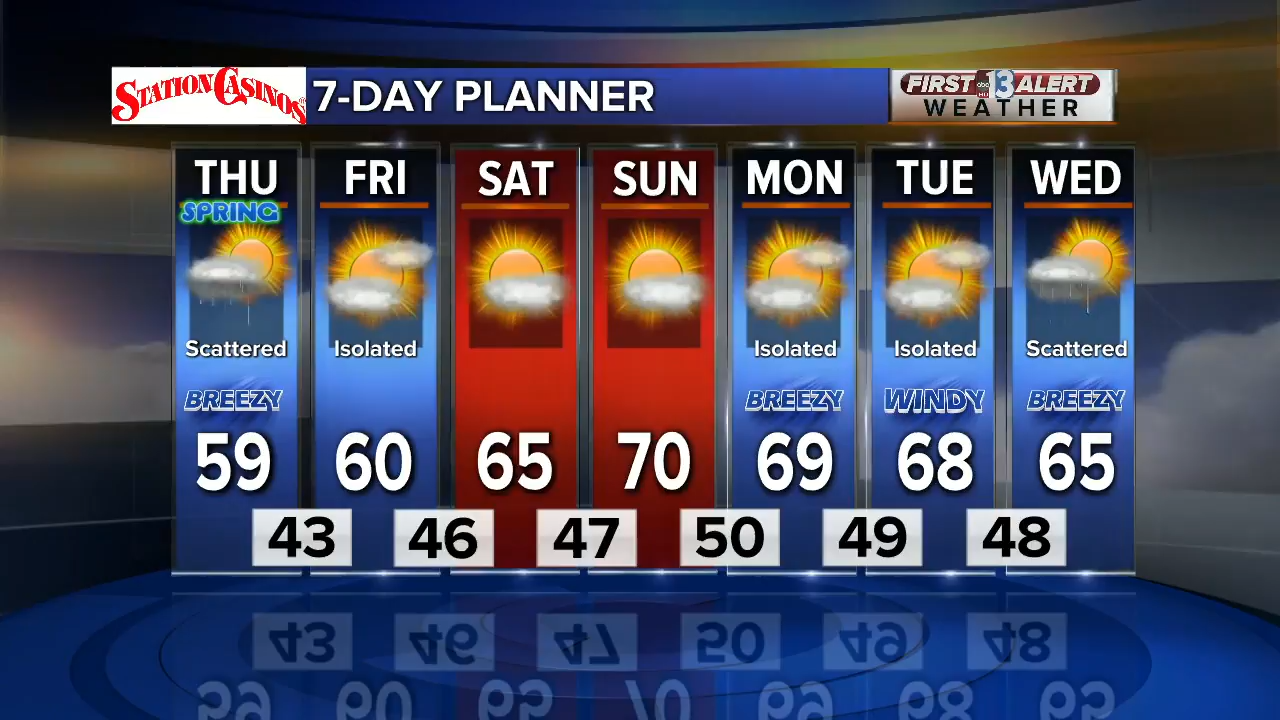 STATION CASINOS
7-DAY PLANNER
FIRST abc 13 ALERT
HD
WEATHER
THU FRI SAT SUN MON TUE WED
SPRING
Scattered Isolated Isolated Isolated Scattered
BREEZY BREEZY WINDY BREEZY
59 60 65 70 69 68 65
43 46 47 50 49 48